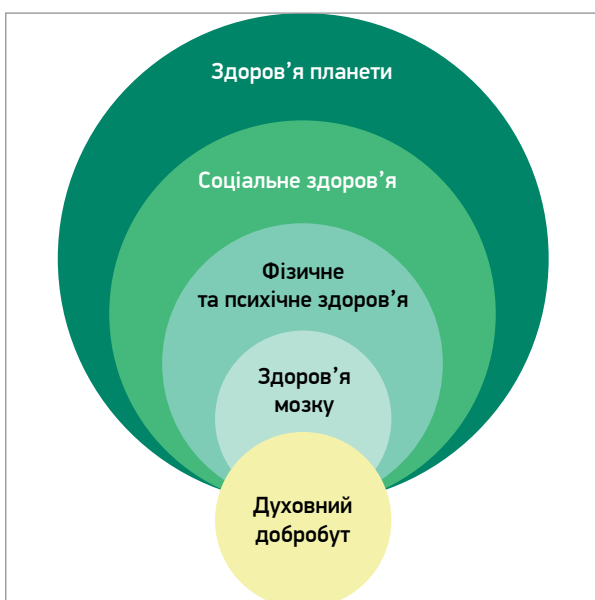 Здоров’я планети
Соціальне здоров’я
Фізичне
та психічне здоров’я
Здоров’я
мозку
Духовний
добробут